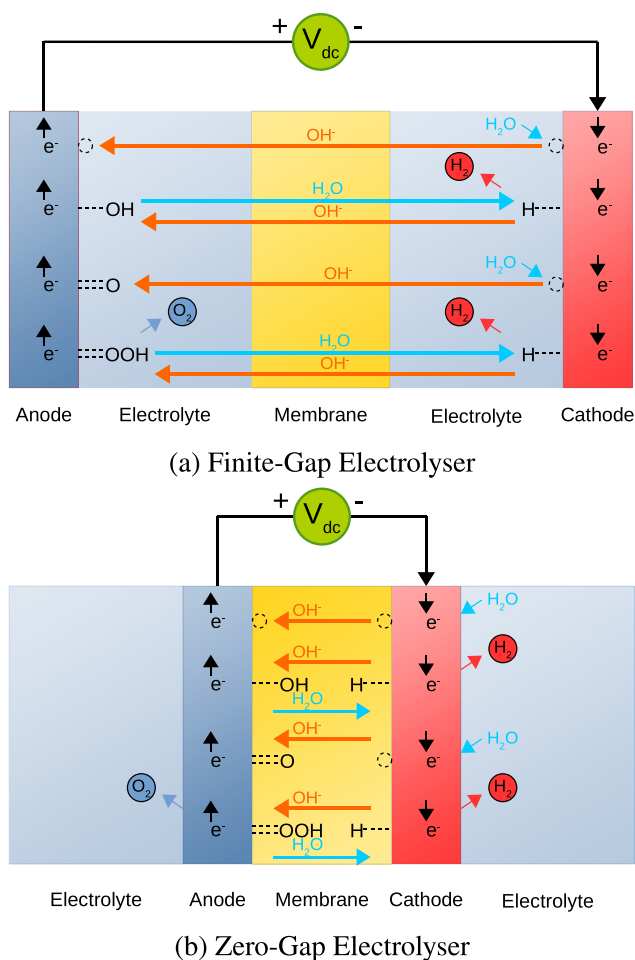 + V_dc -
OH⁻ H₂O
e⁻ e⁻
H₂
H₂O
e⁻ OH OH⁻ H e⁻
H₂O
OH⁻
e⁻ O e⁻
O₂ H₂
H₂O
e⁻ OOH H e⁻
OH⁻
Anode Electrolyte Membrane Electrolyte Cathode
(a) Finite-Gap Electrolyser
+ V_dc -
OH⁻ H₂O
e⁻ e⁻
OH⁻ H₂
e⁻ OH H e⁻
H₂O
OH⁻ H₂O
e⁻ O e⁻
O₂ OH⁻ H₂
e⁻ OOH H e⁻
H₂O
Electrolyte Anode Membrane Cathode Electrolyte
(b) Zero-Gap Electrolyser